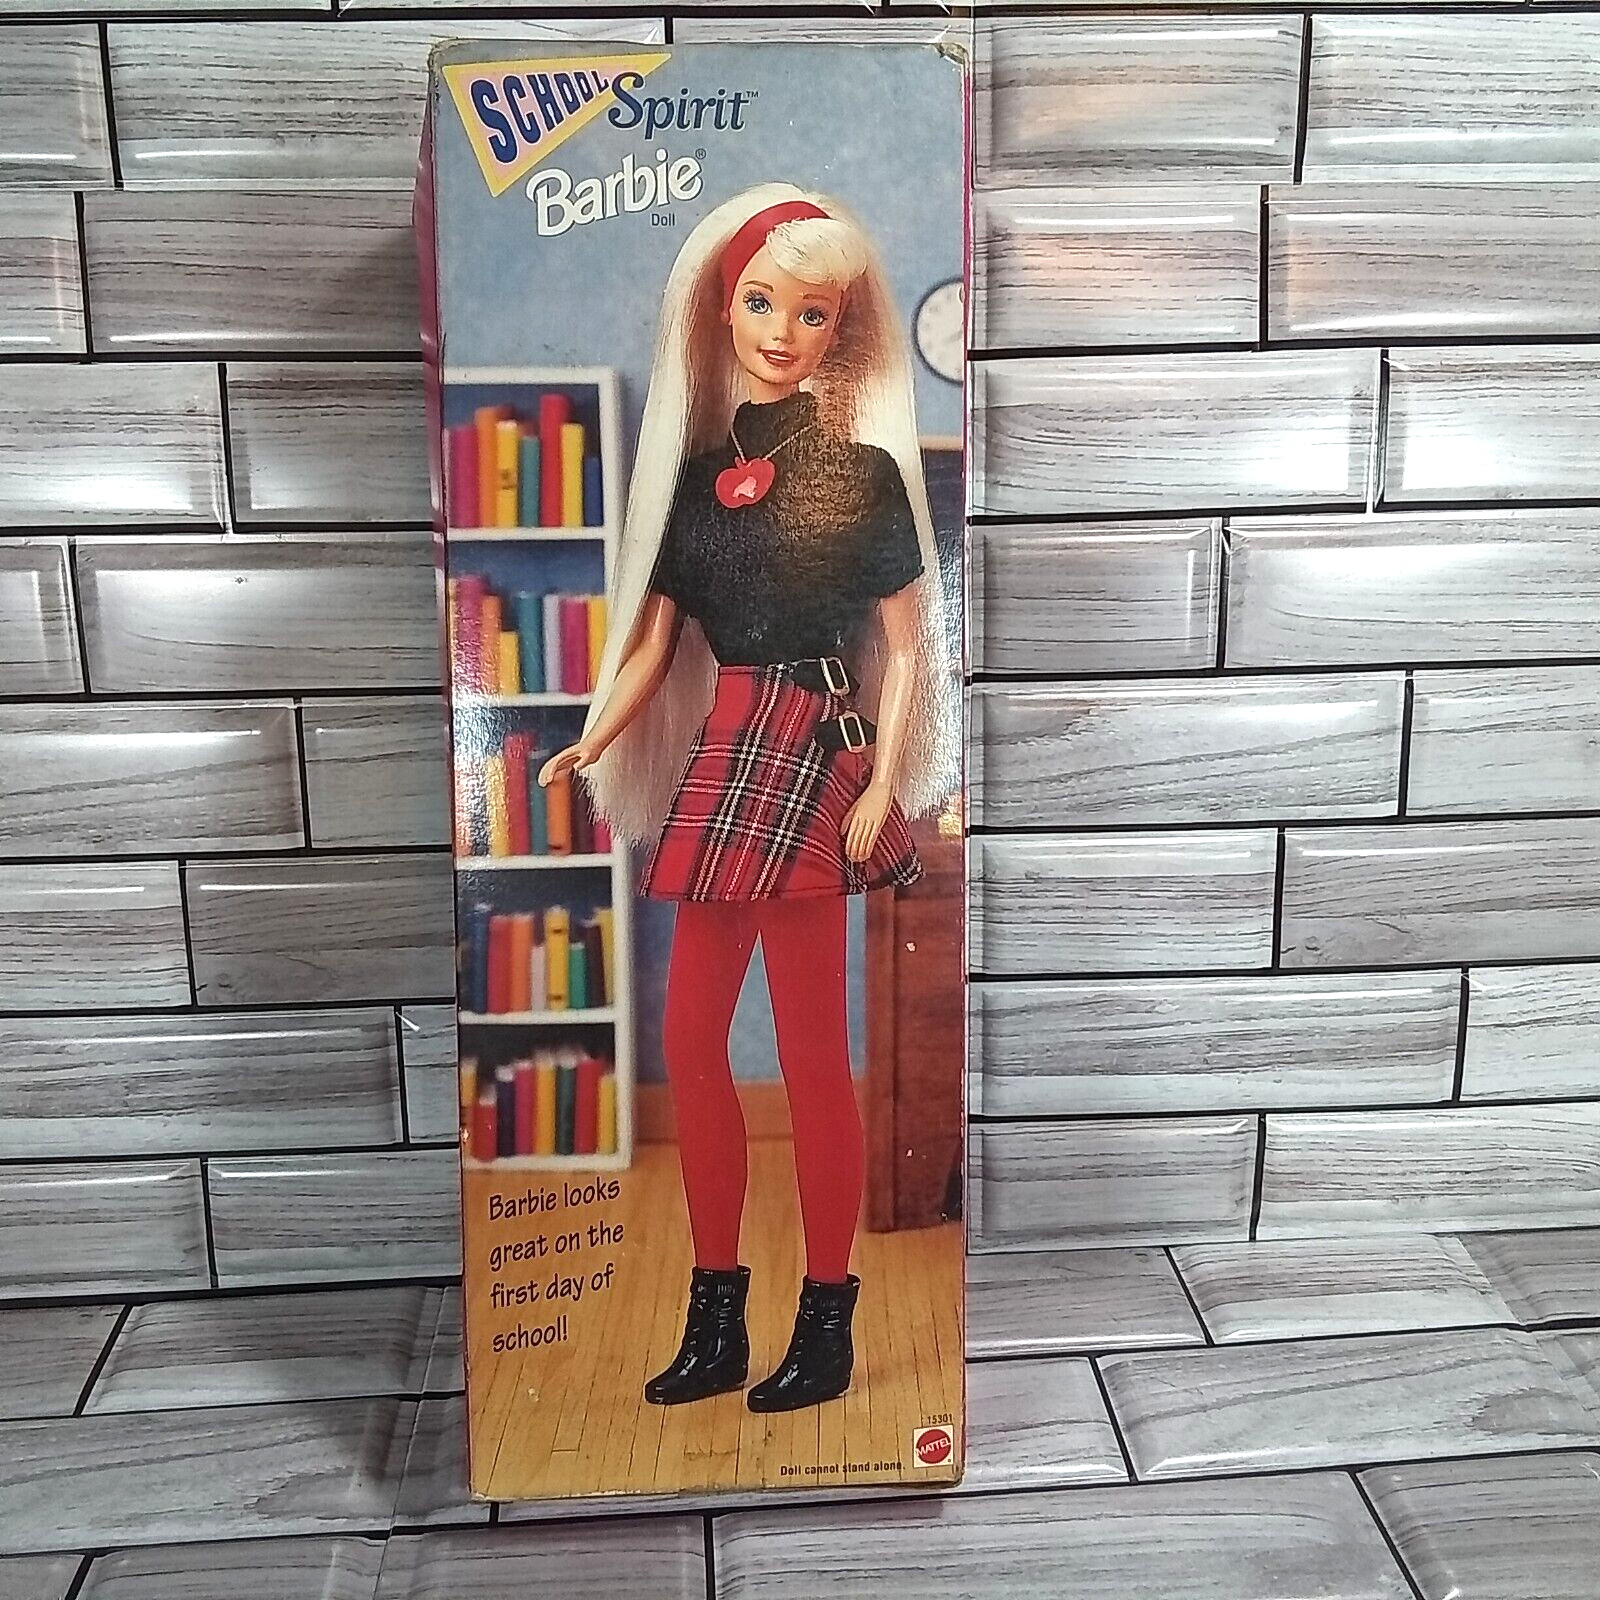 SCHOOL Spirit™
Barbie®
Doll
Barbie looks
great on the
first day of
school!
15301
MATTEL
Doll cannot stand alone.